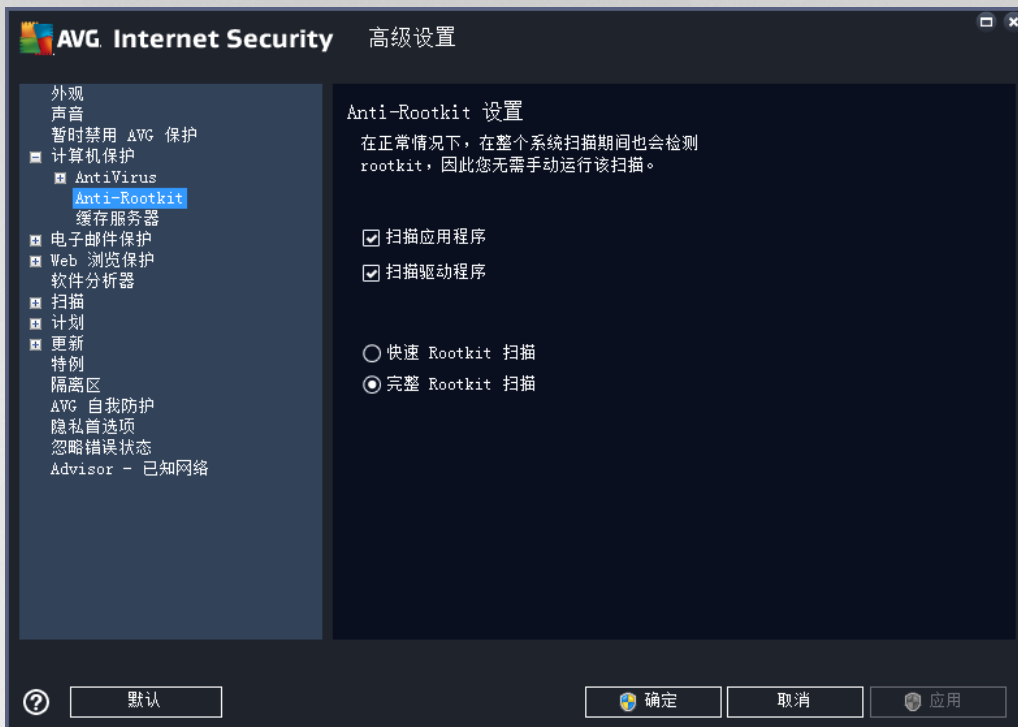 AVG. Internet Security 高级设置
外观
声音
暂时禁用 AVG 保护
计算机保护
AntiVirus
Anti-Rootkit
缓存服务器
电子邮件保护
Web 浏览保护
软件分析器
扫描
计划
更新
特例
隔离区
AVG 自我防护
隐私首选项
忽略错误状态
Advisor - 已知网络
Anti-Rootkit 设置
在正常情况下，在整个系统扫描期间也会检测
rootkit，因此您无需手动运行该扫描。
扫描应用程序
扫描驱动程序
快速 Rootkit 扫描
完整 Rootkit 扫描
默认
确定
取消
应用